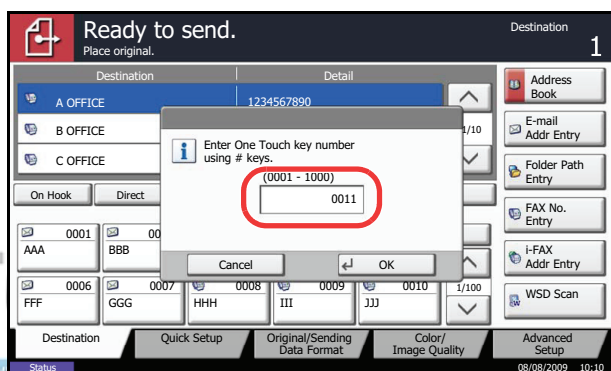 Ready to send.
Place original.
Destination
1
Destination
Detail
A OFFICE
1234567890
B OFFICE
C OFFICE
1/10
Enter One Touch key number
using # keys.
(0001 - 1000)
0011
Cancel
OK
On Hook
Direct
0001
AAA
00
BBB
0006
FFF
0007
GGG
0008
HHH
0009
III
0010
JJJ
1/100
Address
Book
E-mail
Addr Entry
Folder Path
Entry
FAX No.
Entry
i-FAX
Addr Entry
WSD Scan
Destination
Quick Setup
Original/Sending
Data Format
Color/
Image Quality
Advanced
Setup
Status
08/08/2009 10:10